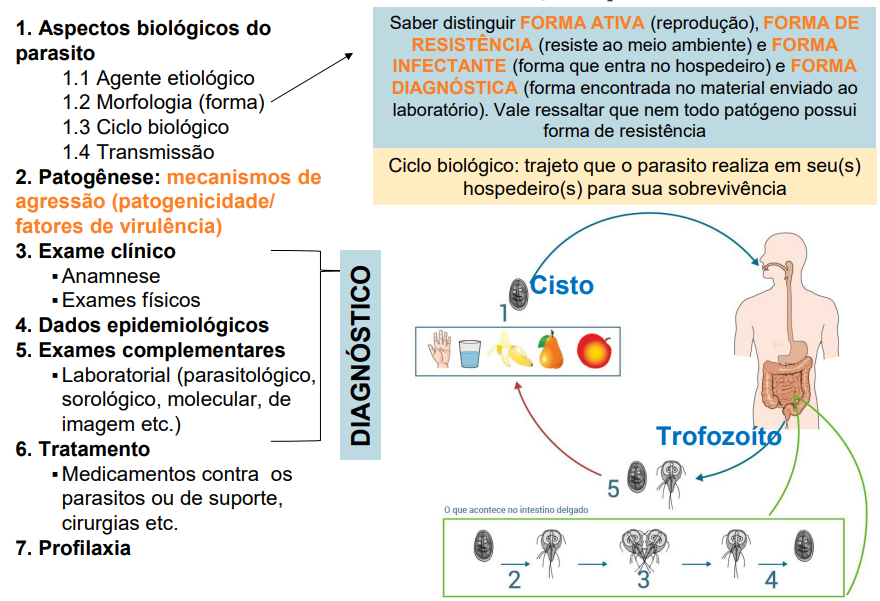 1. Aspectos biológicos do
parasito
1.1 Agente etiológico
1.2 Morfologia (forma)
1.3 Ciclo biológico
1.4 Transmissão
2. Patogênese: mecanismos de
agressão (patogenicidade/
fatores de virulência)
3. Exame clínico
▪ Anamnese
▪ Exames físicos
4. Dados epidemiológicos
5. Exames complementares
▪ Laboratorial (parasitológico,
sorológico, molecular, de
imagem etc.)
6. Tratamento
▪ Medicamentos contra os
parasitos ou de suporte,
cirurgias etc.
7. Profilaxia
DIAGNÓSTICO
Saber distinguir FORMA ATIVA (reprodução), FORMA DE
RESISTÊNCIA (resiste ao meio ambiente) e FORMA
INFECTANTE (forma que entra no hospedeiro) e FORMA
DIAGNÓSTICA (forma encontrada no material enviado ao
laboratório). Vale ressaltar que nem todo patógeno possui
forma de resistência
Ciclo biológico: trajeto que o parasito realiza em seu(s)
hospedeiro(s) para sua sobrevivência
Cisto
1
Trofozoíto
5
O que acontece no intestino delgado
2 3 4